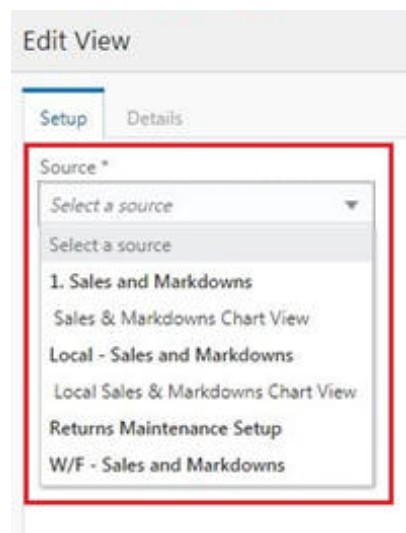 Edit View
Setup Details
Source *
Select a source
Select a source
1. Sales and Markdowns
Sales & Markdowns Chart View
Local - Sales and Markdowns
Local Sales & Markdowns Chart View
Returns Maintenance Setup
W/F - Sales and Markdowns